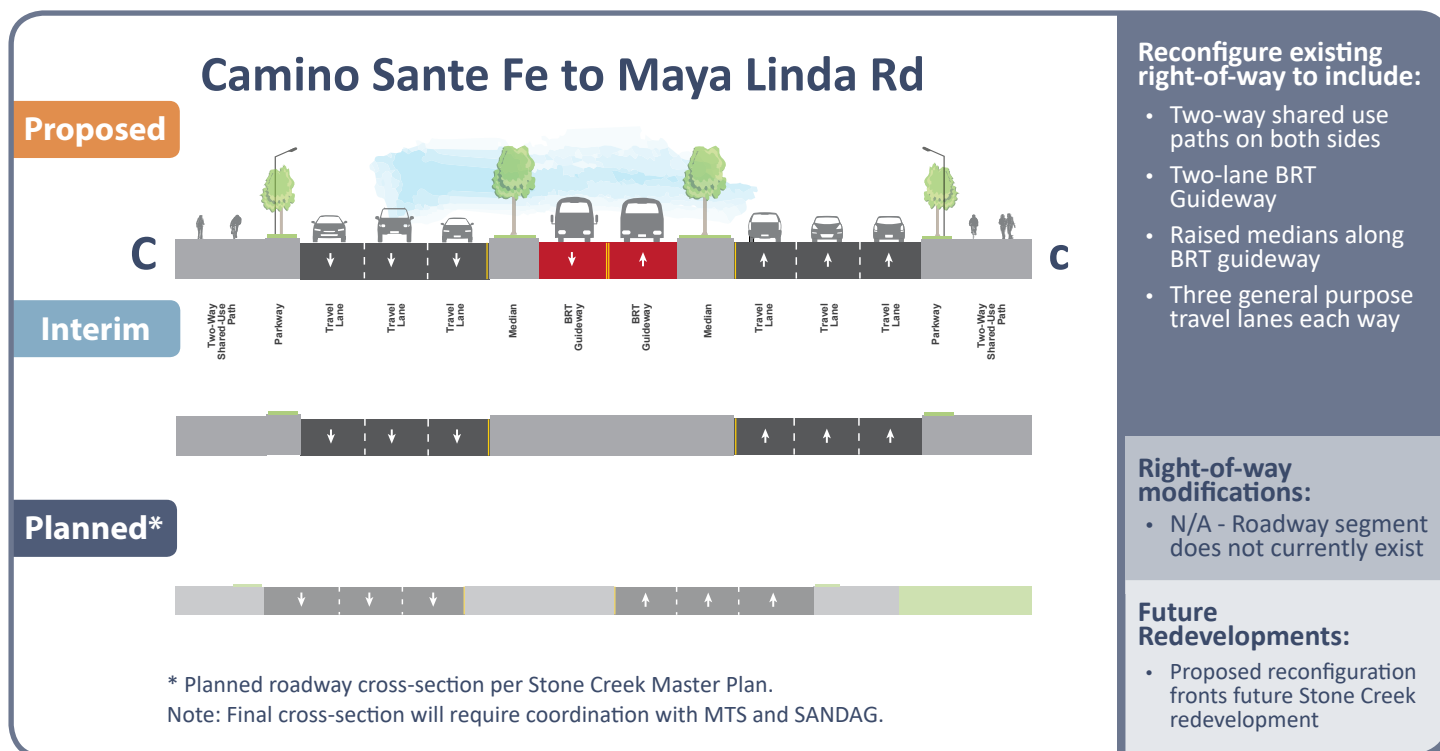 Camino Sante Fe to Maya Linda Rd
Proposed
C
c
Two-Way
Shared-Use
Path
Parkway
Travel
Lane
Travel
Lane
Travel
Lane
Median
BRT
Guideway
BRT
Guideway
Median
Travel
Lane
Travel
Lane
Travel
Lane
Parkway
Two-Way
Shared-Use
Path
Interim
Planned*
* Planned roadway cross-section per Stone Creek Master Plan.
Note: Final cross-section will require coordination with MTS and SANDAG.
Reconfigure existing
right-of-way to include:
• Two-way shared use
paths on both sides
• Two-lane BRT
Guideway
• Raised medians along
BRT guideway
• Three general purpose
travel lanes each way
Right-of-way
modifications:
• N/A - Roadway segment
does not currently exist
Future
Redevelopments:
• Proposed reconfiguration
fronts future Stone Creek
redevelopment